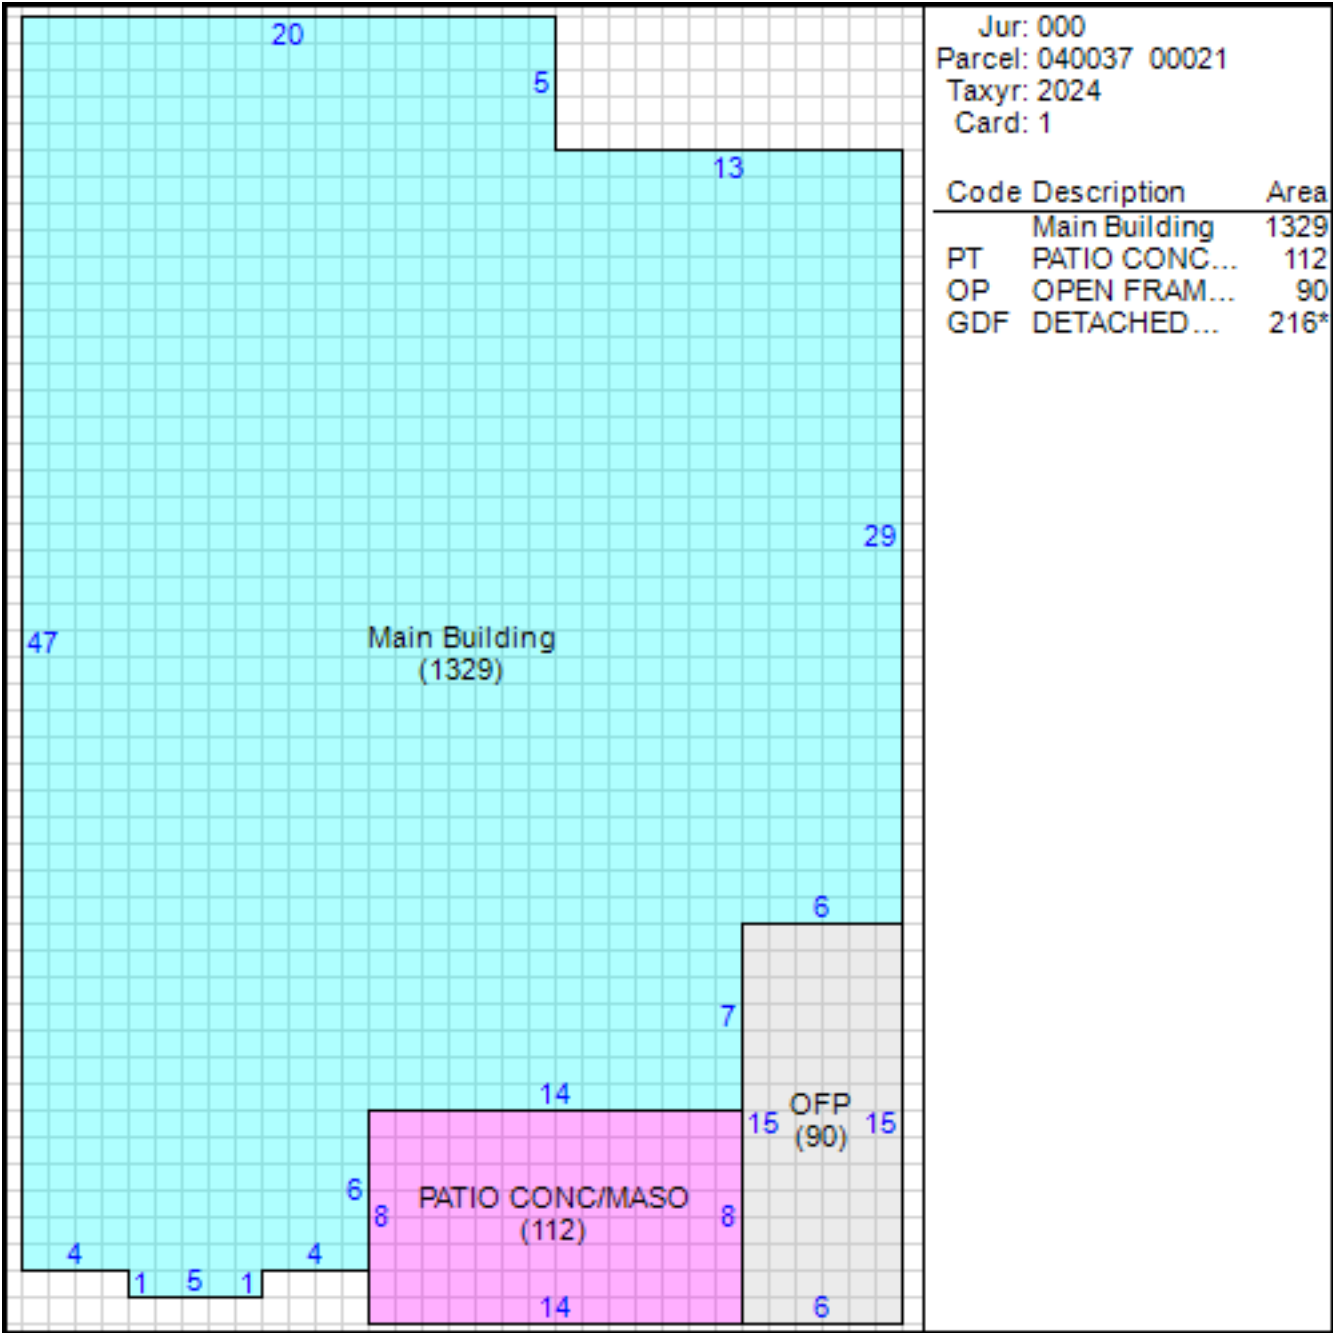 20
5
13
29
47
Main Building
(1329)
6
7
14
OFP
15 15
(90)
6
PATIO CONC/MASO
8 8
(112)
4 4
1 5 1
14 6
Jur: 000
Parcel: 040037 00021
Taxyr: 2024
Card: 1
Code Description Area
Main Building 1329
PT PATIO CONC... 112
OP OPEN FRAM... 90
GDF DETACHED... 216*